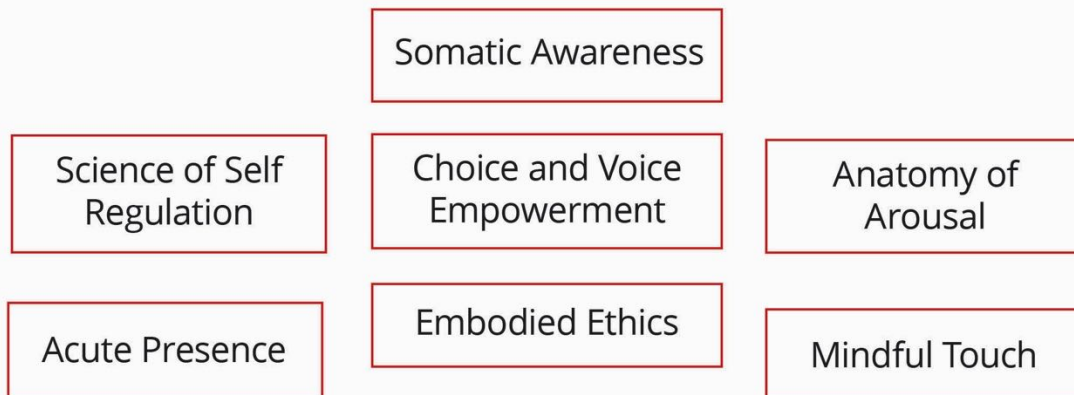 Somatic Awareness
Science of Self
Regulation
Choice and Voice
Empowerment
Anatomy of
Arousal
Acute Presence
Embodied Ethics
Mindful Touch